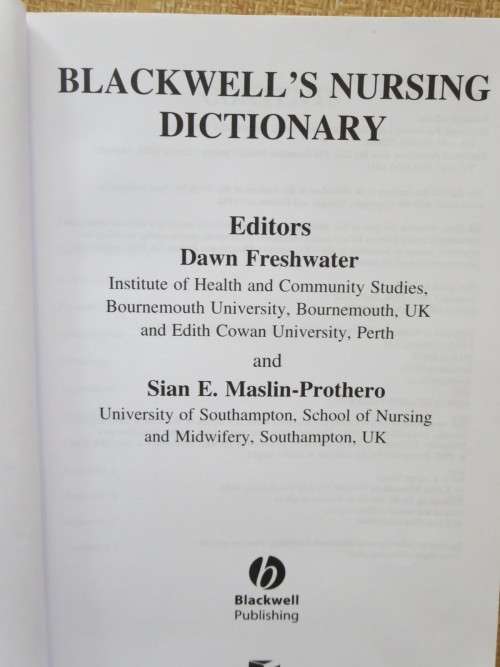 BLACKWELL'S NURSING
DICTIONARY
Editors
Dawn Freshwater
Institute of Health and Community Studies,
Bournemouth University, Bournemouth, UK
and Edith Cowan University, Perth
and
Sian E. Maslin-Prothero
University of Southampton, School of Nursing
and Midwifery, Southampton, UK
b
Blackwell
Publishing